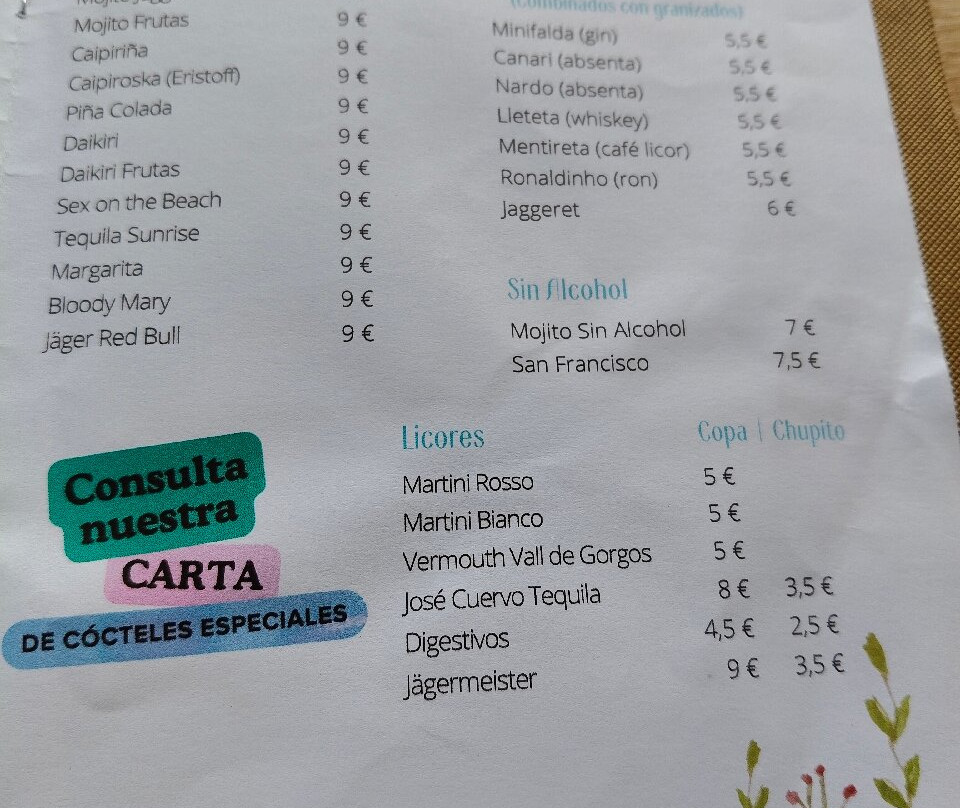 Mojito Frutas 9 €
Caipiriña 9 €
Caipiroska (Eristoff) 9 €
Piña Colada 9 €
Daikiri 9 €
Daikiri Frutas 9 €
Sex on the Beach 9 €
Tequila Sunrise 9 €
Margarita 9 €
Bloody Mary 9 €
Jäger Red Bull 9 €
(Combinados con granizados)
Minifalda (gin) 5,5 €
Canari (absenta) 5,5 €
Nardo (absenta) 5,5 €
Lleteta (whiskey) 5,5 €
Mentireta (café licor) 5,5 €
Ronaldinho (ron) 5,5 €
Jaggeret 6 €
Sin Alcohol
Mojito Sin Alcohol 7 €
San Francisco 7,5 €
Consulta
nuestra
CARTA
DE CÓCTELES ESPECIALES
Licores Copa | Chupito
Martini Rosso 5 €
Martini Bianco 5 €
Vermouth Vall de Gorgos 5 €
José Cuervo Tequila 8 € 3,5 €
Digestivos 4,5 € 2,5 €
Jägermeister 9 € 3,5 €